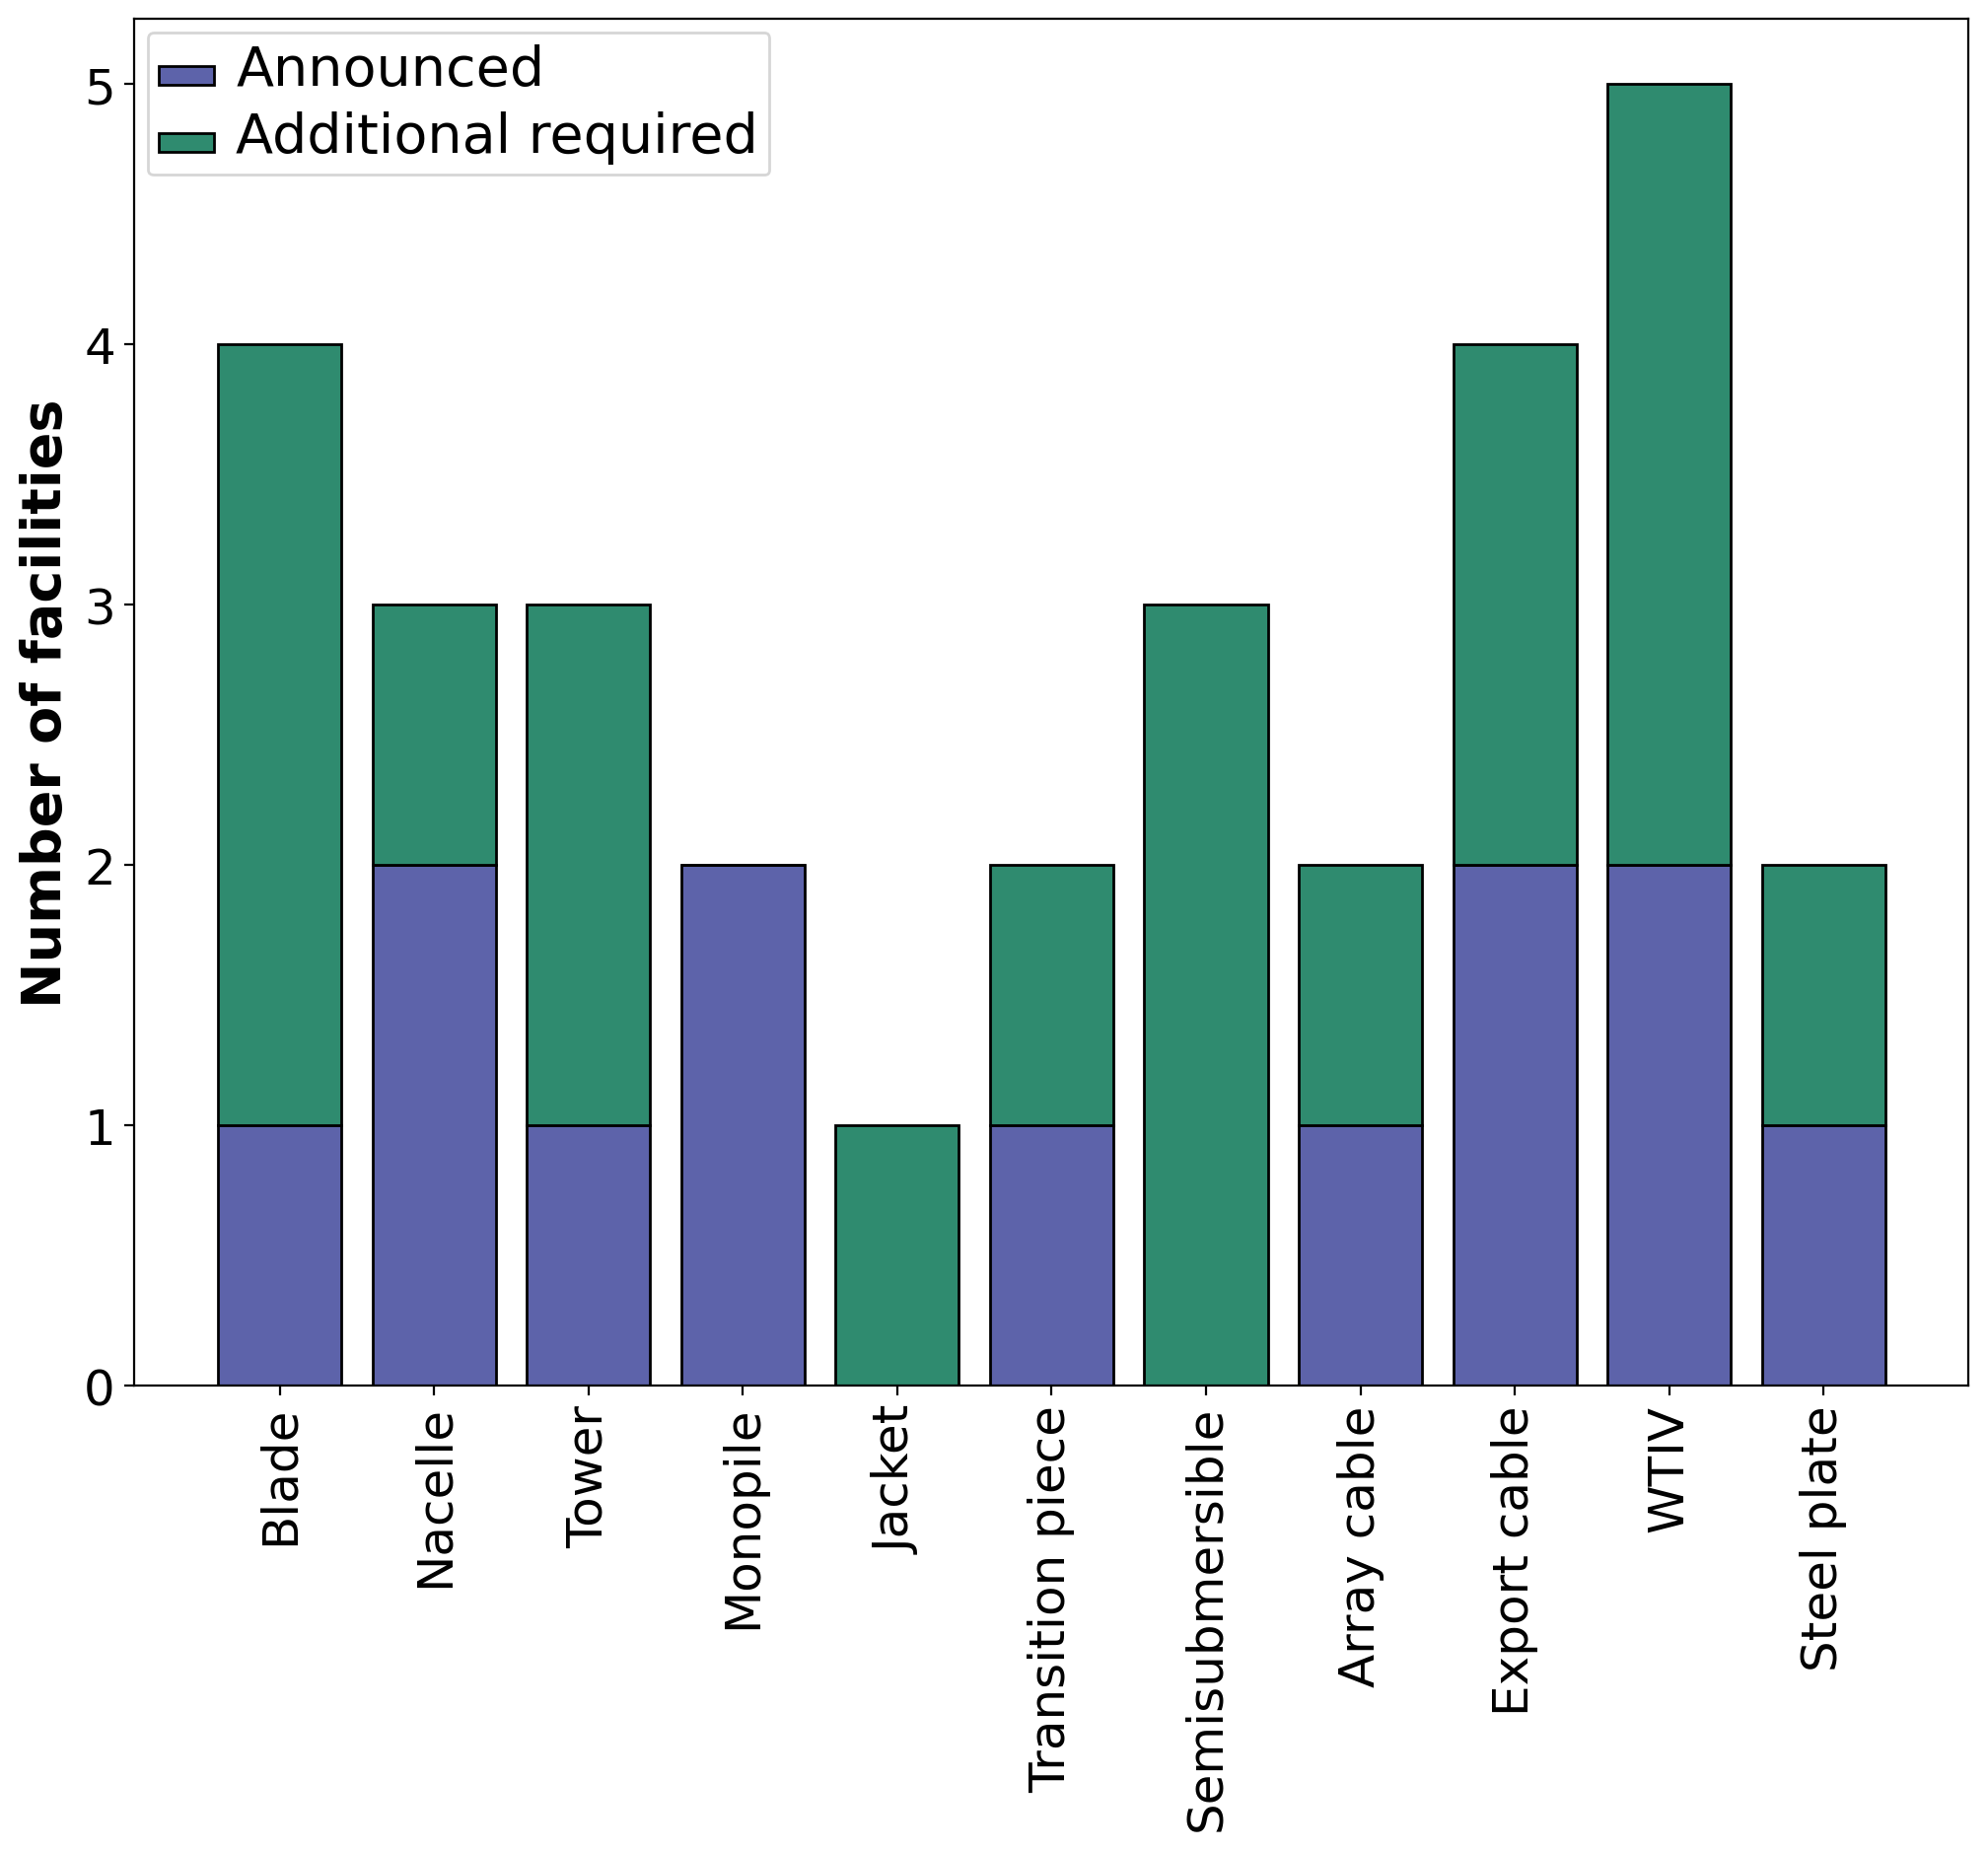 Announced
Additional required
Number of facilities
5
4
3
2
1
0
Blade
Nacelle
Tower
Monopile
Jacket
Transition piece
Semisubmersible
Array cable
Export cable
WTIV
Steel plate